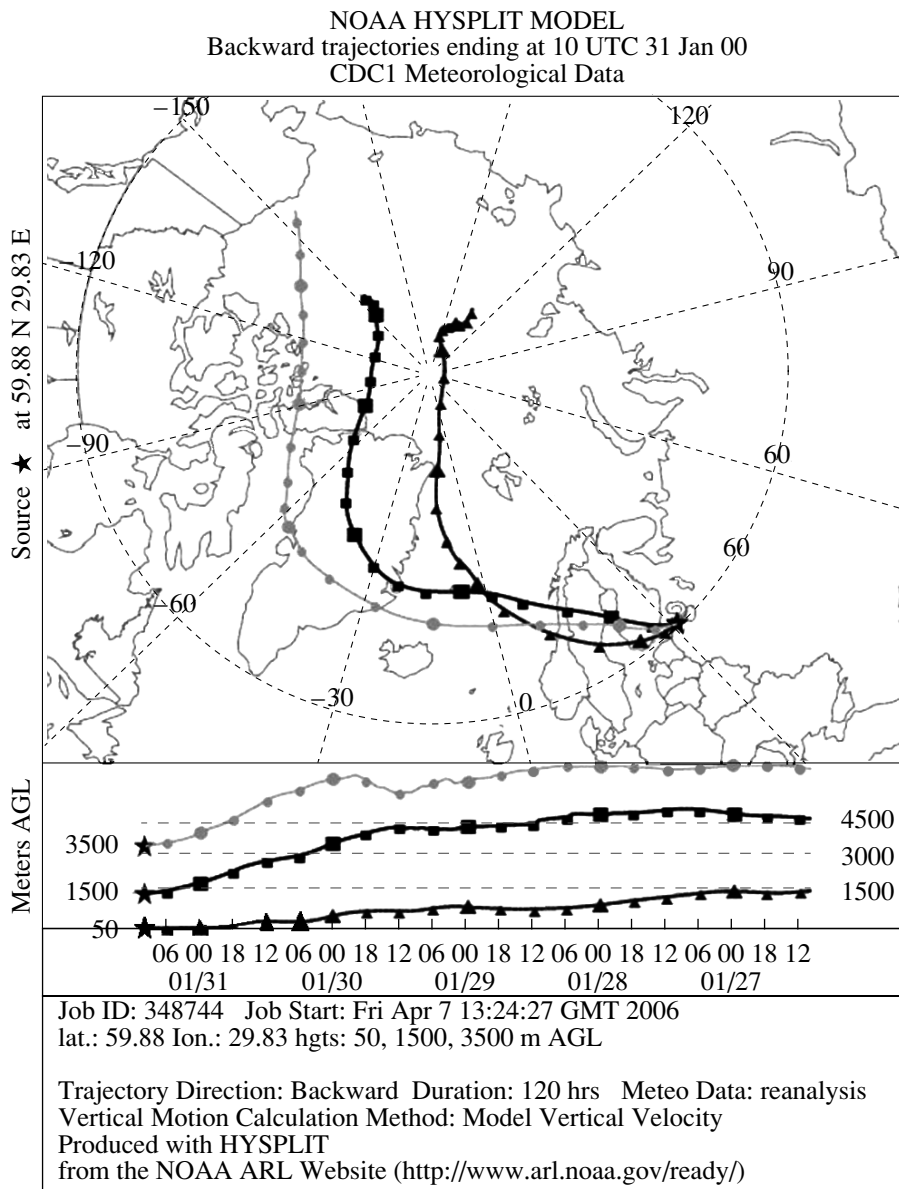 NOAA HYSPLIT MODEL
Backward trajectories ending at 10 UTC 31 Jan 00
CDC1 Meteorological Data
Source ★ at 59.88 N 29.83 E
–150
120
–120
90
–90
60
60
–60
–30
0
Meters AGL
3500
1500
50
4500
3000
1500
06 00 18 12 06 00 18 12 06 00 18 12 06 00 18 12 06 00 18 12
01/31 01/30 01/29 01/28 01/27
Job ID: 348744 Job Start: Fri Apr 7 13:24:27 GMT 2006
lat.: 59.88 Ion.: 29.83 hgts: 50, 1500, 3500 m AGL
Trajectory Direction: Backward Duration: 120 hrs Meteo Data: reanalysis
Vertical Motion Calculation Method: Model Vertical Velocity
Produced with HYSPLIT
from the NOAA ARL Website (http://www.arl.noaa.gov/ready/)